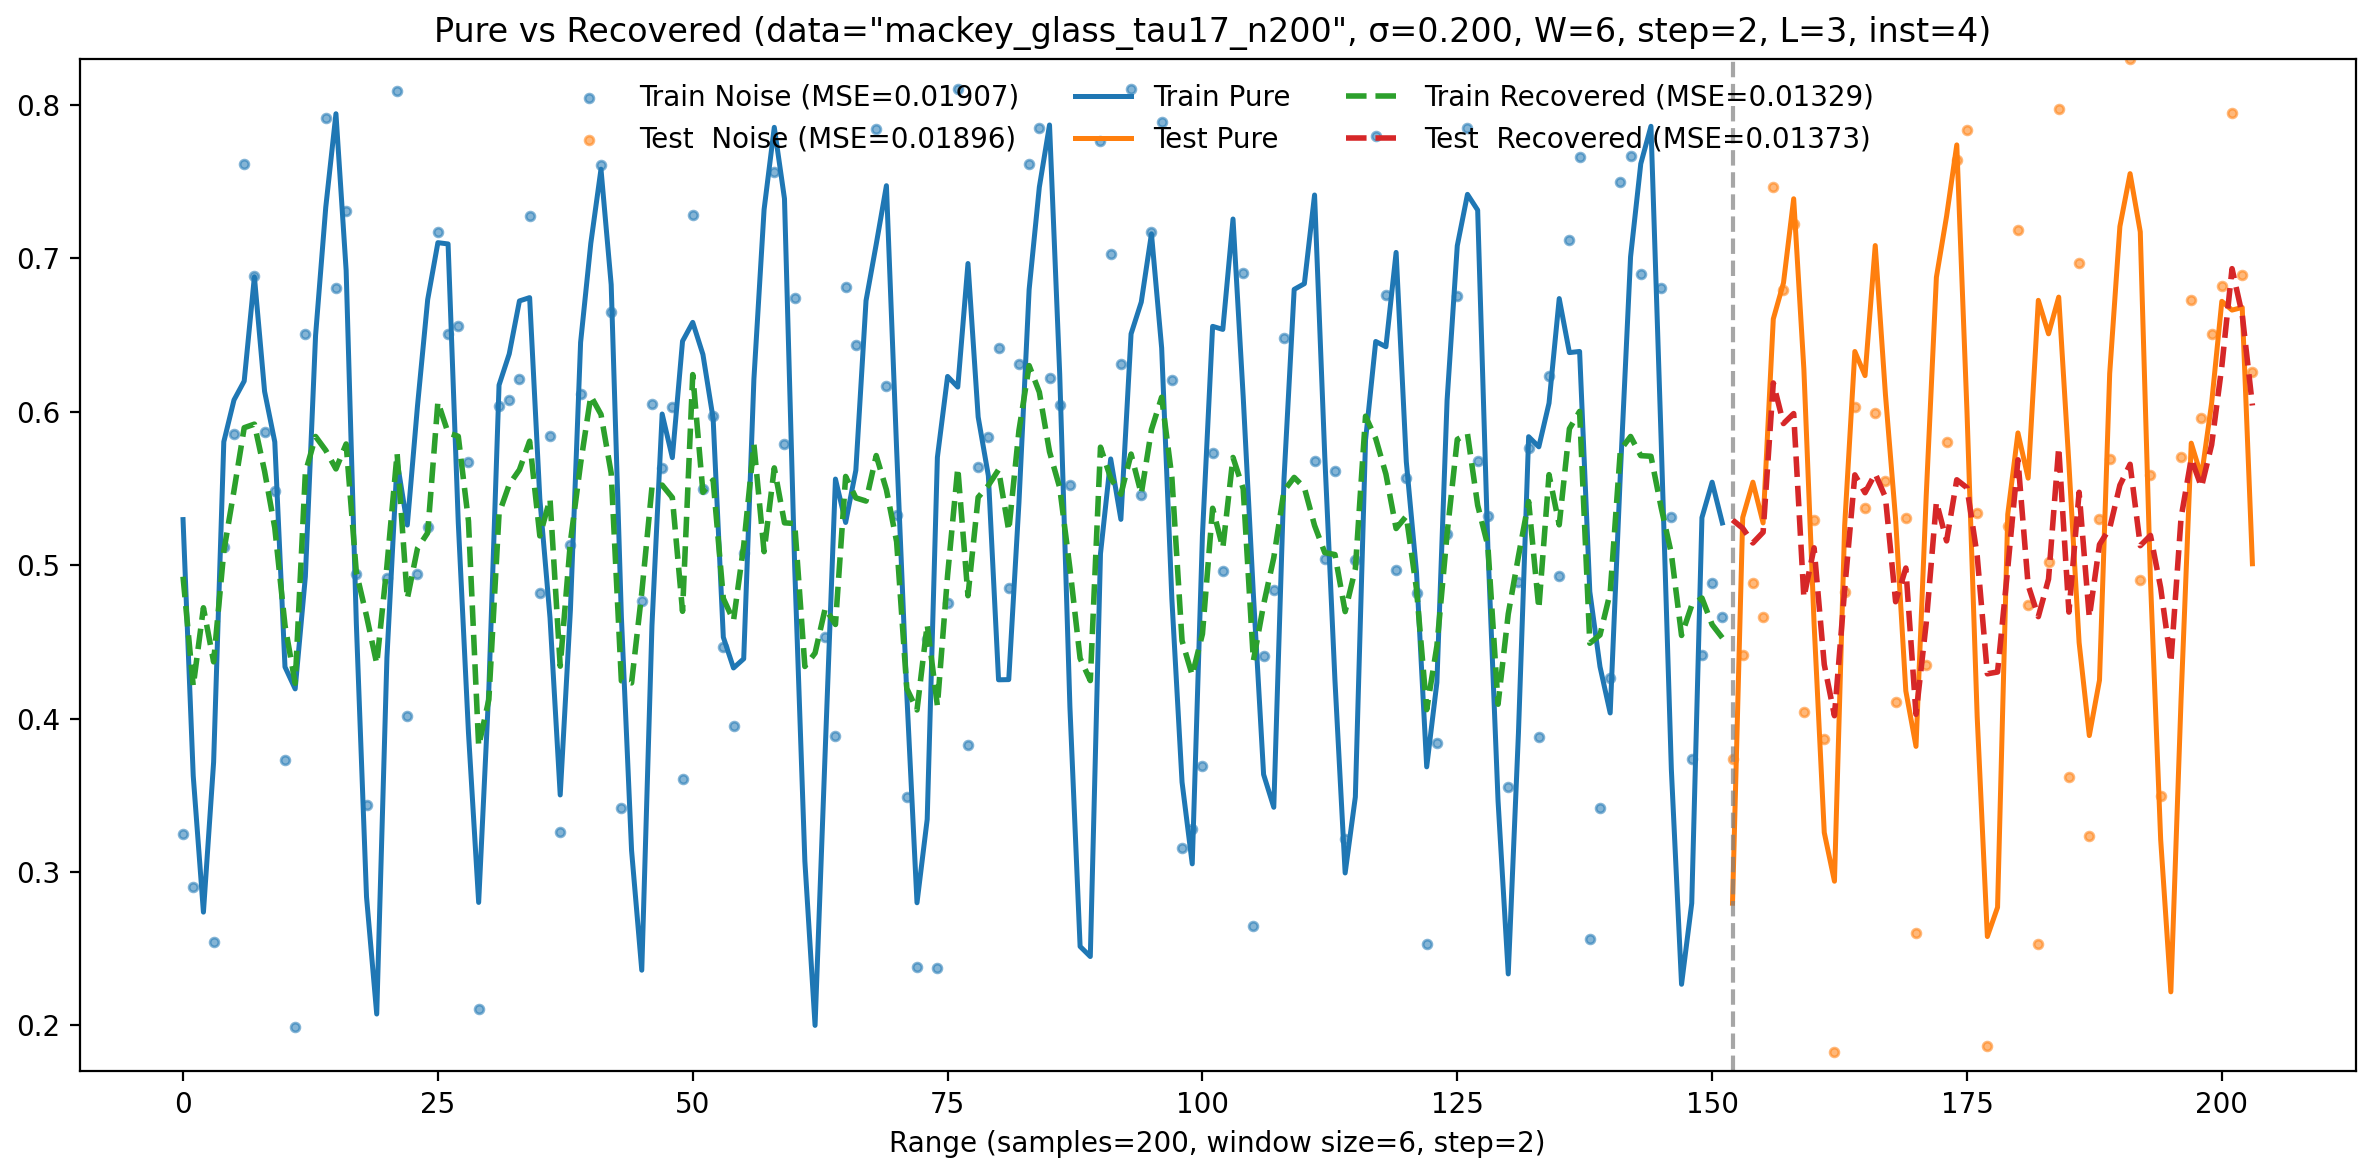 Pure vs Recovered (data="mackey_glass_tau17_n200", σ=0.200, W=6, step=2, L=3, inst=4)
Train Noise (MSE=0.01907) Train Pure Train Recovered (MSE=0.01329)
Test  Noise (MSE=0.01896) Test Pure Test  Recovered (MSE=0.01373)
0.8
0.7
0.6
0.5
0.4
0.3
0.2
0 25 50 75 100 125 150 175 200
Range (samples=200, window size=6, step=2)